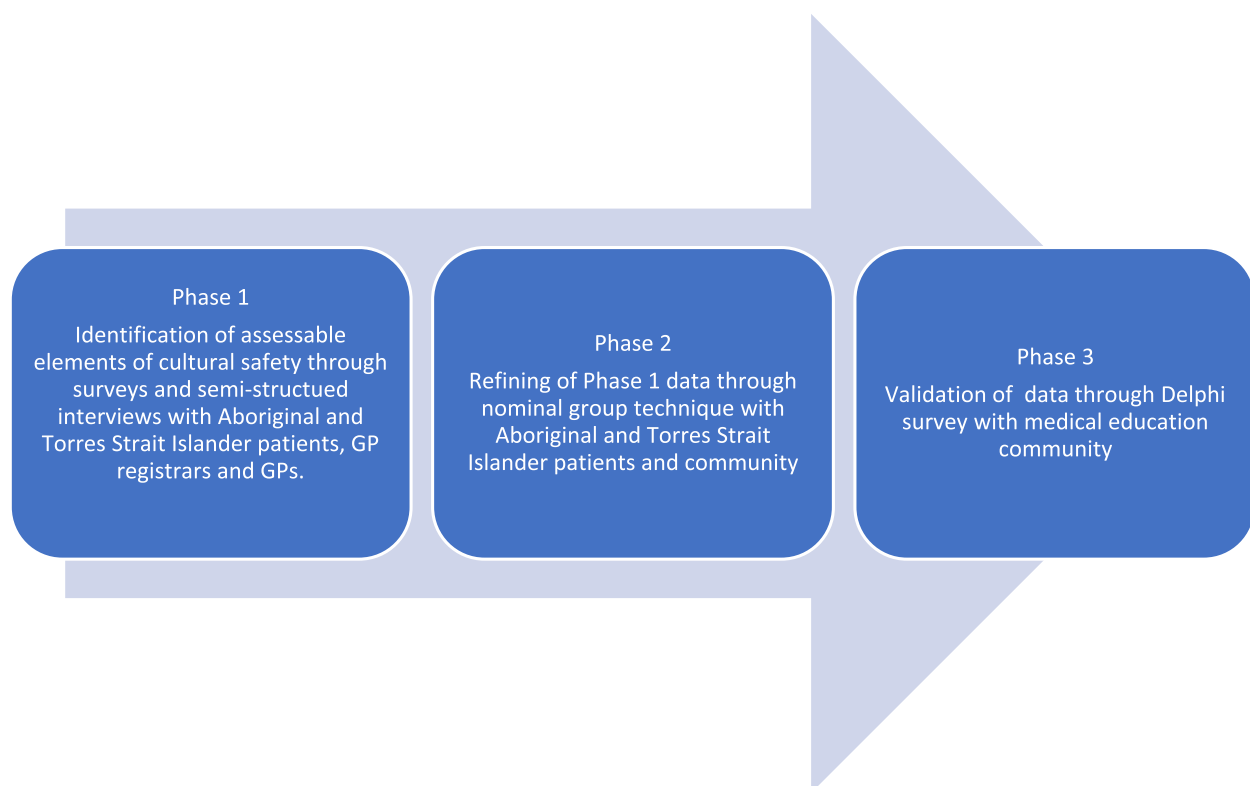 Phase 1
Identification of assessable
elements of cultural safety through
surveys and semi-structued
interviews with Aboriginal and
Torres Strait Islander patients, GP
registrars and GPs.
Phase 2
Refining of Phase 1 data through
nominal group technique with
Aboriginal and Torres Strait
Islander patients and community
Phase 3
Validation of  data through Delphi
survey with medical education
community